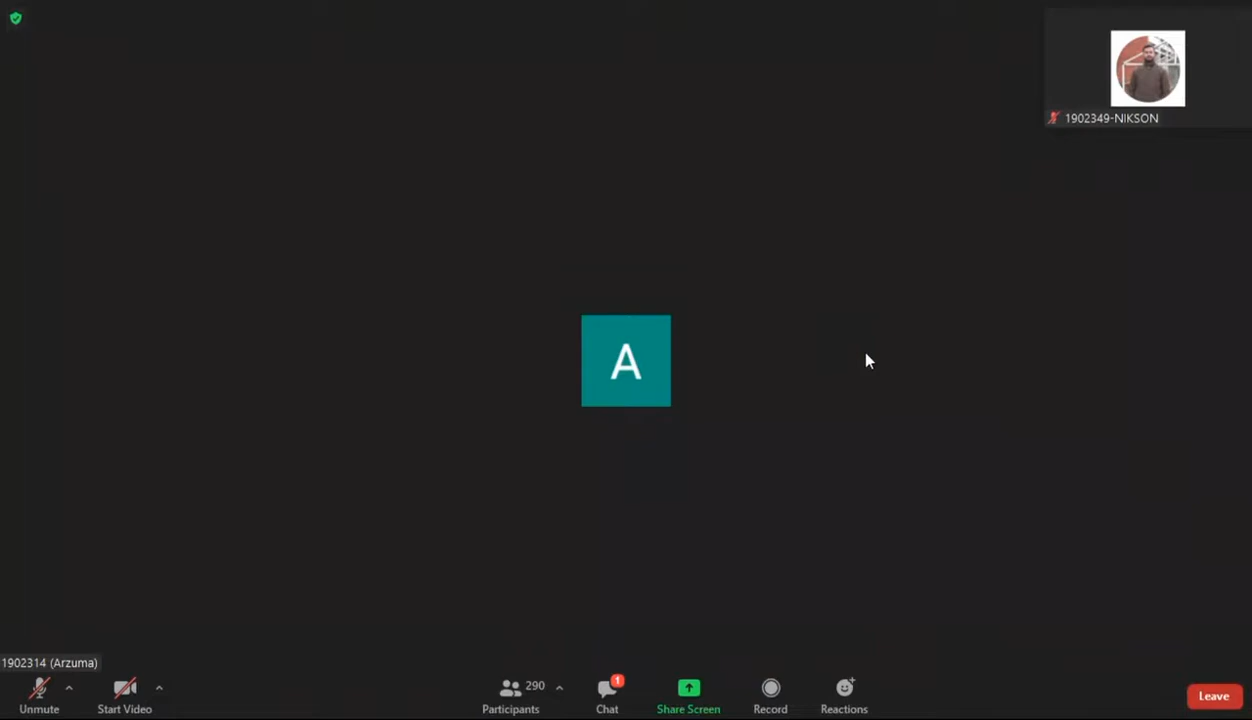 1902349-NIKSON
A
1902314 (Arzuma)
Unmute
Start Video
290
Participants
1
Chat
Share Screen
Record
Reactions
Leave